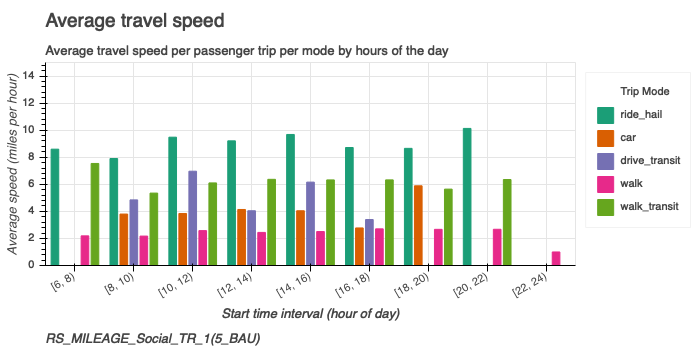 Average travel speed
Average travel speed per passenger trip per mode by hours of the day
Average speed (miles per hour)
14
12
10
8
6
4
2
0
[6, 8)
[8, 10)
[10, 12)
[12, 14)
[14, 16)
[16, 18)
[18, 20)
[20, 22)
[22, 24)
Start time interval (hour of day)
Trip Mode
ride_hail
car
drive_transit
walk
walk_transit
RS_MILEAGE_Social_TR_1(5_BAU)